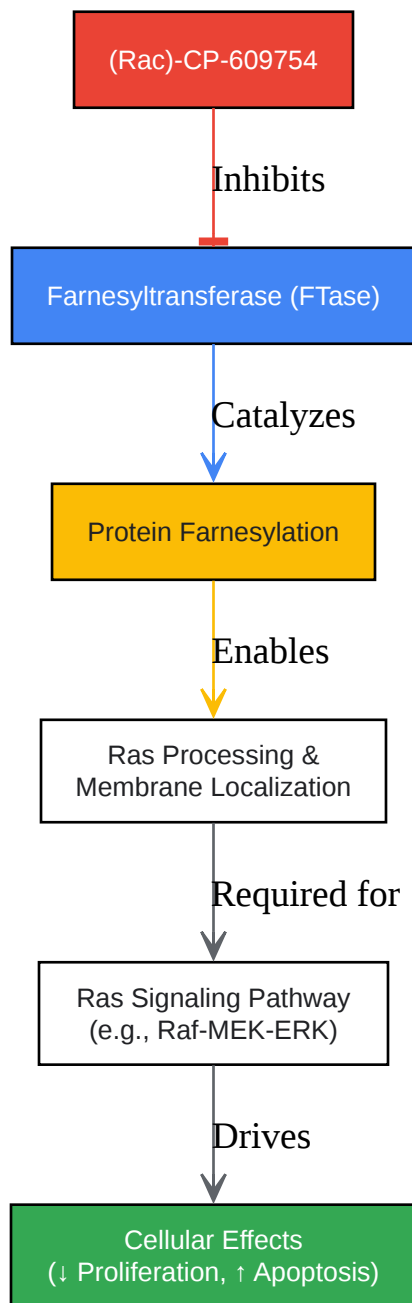 (Rac)-CP-609754
Inhibits
Farnesyltransferase (FTase)
Catalyzes
Protein Farnesylation
Enables
Ras Processing &
Membrane Localization
Required for
Ras Signaling Pathway
(e.g., Raf-MEK-ERK)
Drives
Cellular Effects
(↓ Proliferation, ↑ Apoptosis)